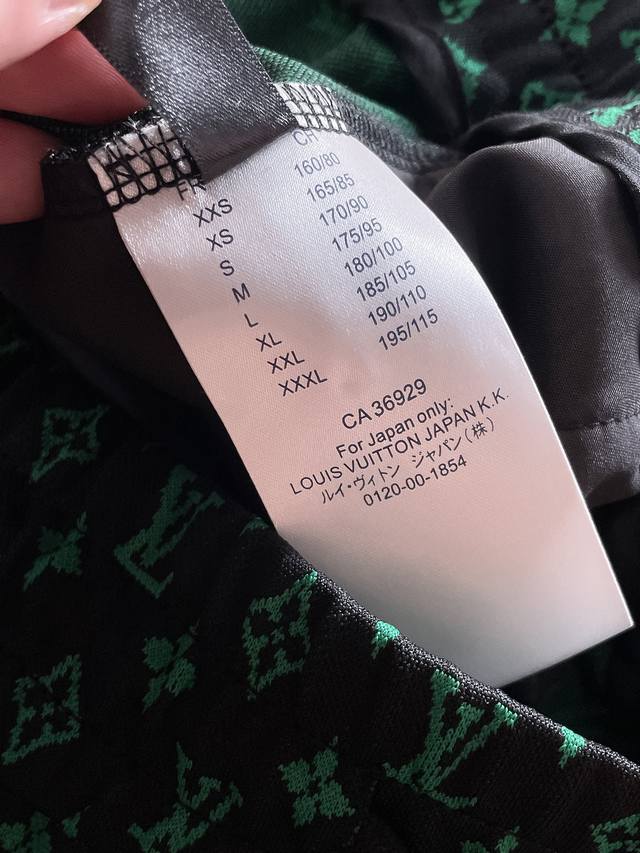 FR CH
XXS 160/80
XS 165/85
S 170/90
M 175/95
L 180/100
XL 185/105
XXL 190/110
XXXL 195/115
CA 36929
For Japan only:
LOUIS VUITTON JAPAN K.K.
ルイ・ヴィトン ジャパン(株)
0120-00-1854